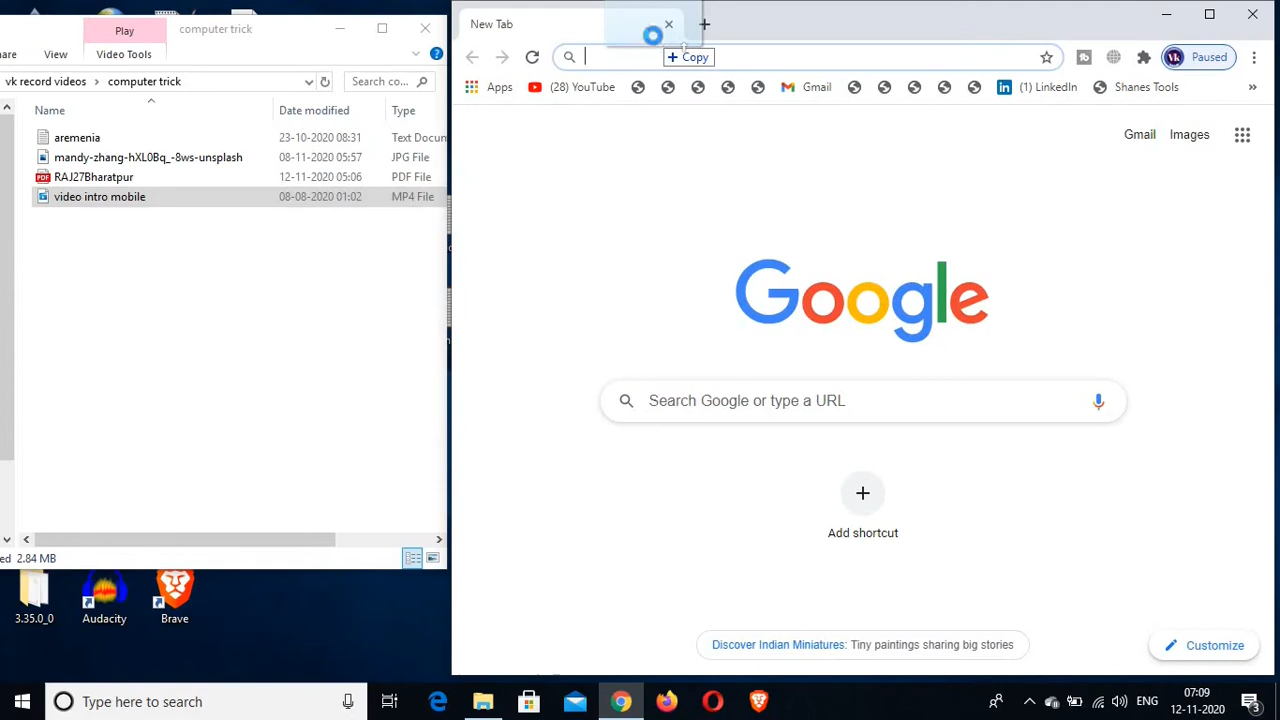 Play
computer trick
are
View
Video Tools
vk record videos
computer trick
Search co...
Name
Date modified
Type
aremenia
23-10-2020 08:31
Text Docun
mandy-zhang-hXL0Bq_-8ws-unsplash
08-11-2020 05:57
JPG File
RAJ27Bharatpur
12-11-2020 05:06
PDF File
video intro mobile
08-08-2020 01:02
MP4 File
ed 2.84 MB
3.35.0_0
Audacity
Brave
New Tab
+ Copy
Vk
Paused
Apps
(28) YouTube
Gmail
(1) LinkedIn
Shanes Tools
»
Gmail
Images
Google
Search Google or type a URL
Add shortcut
Discover Indian Miniatures: Tiny paintings sharing big stories
Customize
Type here to search
ENG
07:09
12-11-2020
3